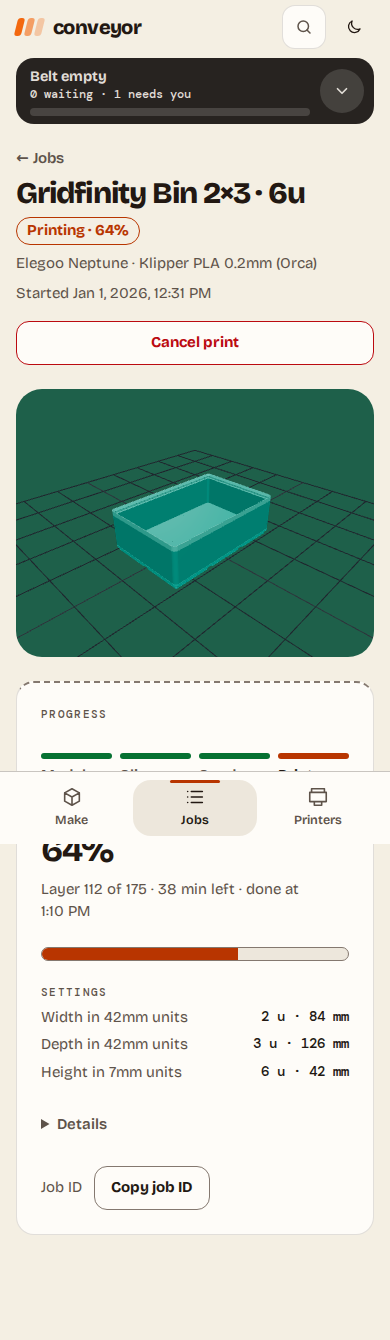 conveyor
Belt empty
0 waiting · 1 needs you
← Jobs
Gridfinity Bin 2×3 · 6u
Printing · 64%
Elegoo Neptune · Klipper PLA 0.2mm (Orca)
Started Jan 1, 2026, 12:31 PM
Cancel print
PROGRESS
Make
Jobs
Printers
64%
Layer 112 of 175 · 38 min left · done at
1:10 PM
SETTINGS
Width in 42mm units 2 u · 84 mm
Depth in 42mm units 3 u · 126 mm
Height in 7mm units 6 u · 42 mm
Details
Job ID Copy job ID